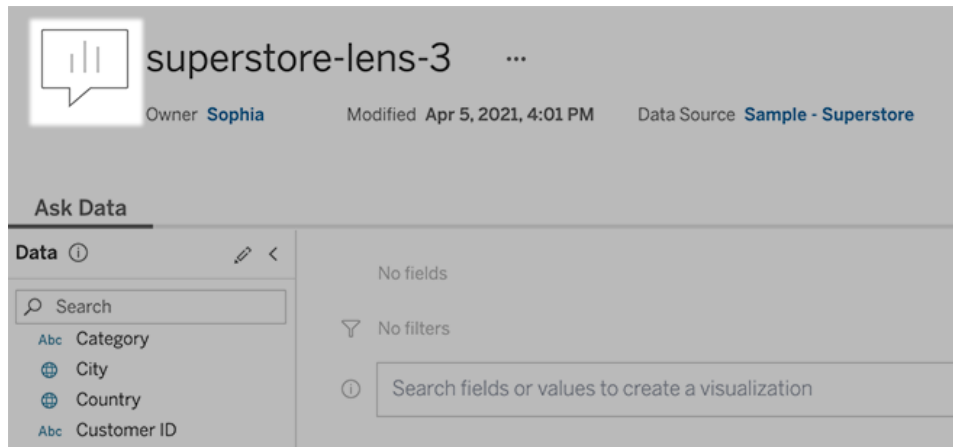 superstore-lens-3 ...
Owner Sophia Modified Apr 5, 2021, 4:01 PM Data Source Sample - Superstore
Ask Data
Data
No fields
Search
No filters
Abc Category
City
Search fields or values to create a visualization
Country
Abc Customer ID